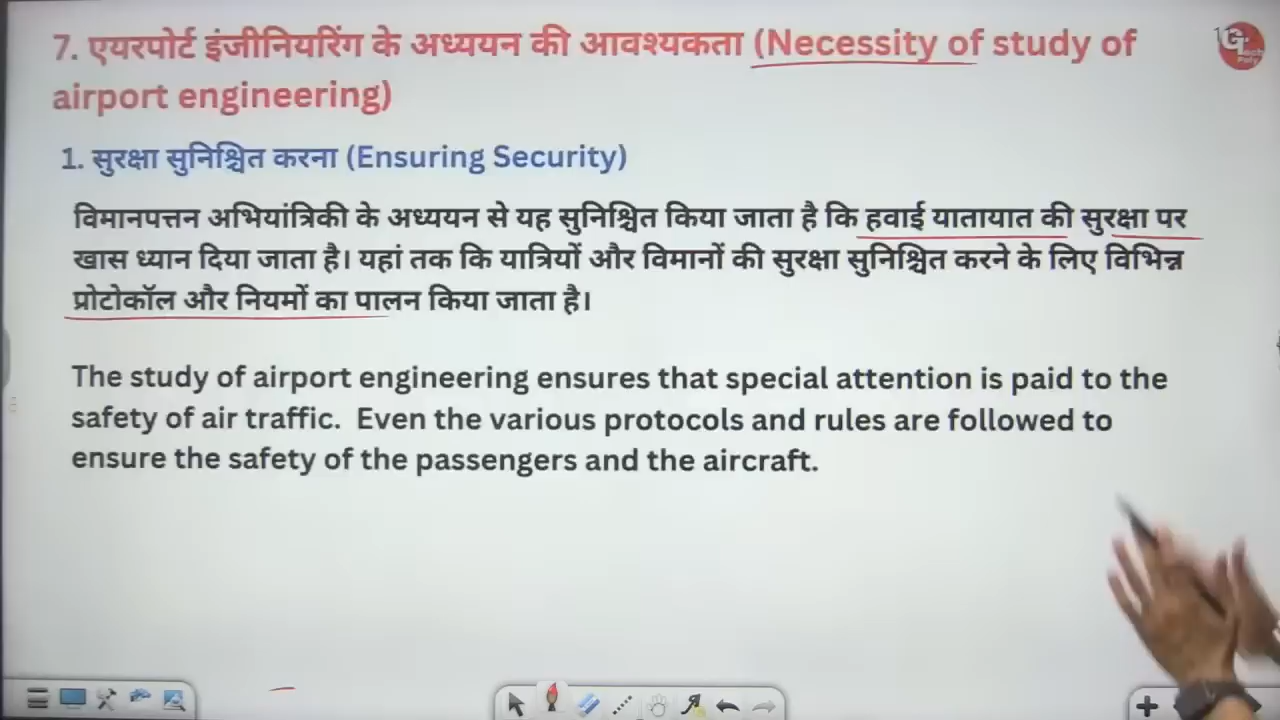 7. एयरपोर्ट इंजीनियरिंग के अध्ययन की आवश्यकता (Necessity of study of
airport engineering)
1. सुरक्षा सुनिश्चित करना (Ensuring Security)
विमानपत्तन अभियांत्रिकी के अध्ययन से यह सुनिश्चित किया जाता है कि हवाई यातायात की सुरक्षा पर
खास ध्यान दिया जाता है। यहां तक कि यात्रियों और विमानों की सुरक्षा सुनिश्चित करने के लिए विभिन्न
प्रोटोकॉल और नियमों का पालन किया जाता है।
The study of airport engineering ensures that special attention is paid to the
safety of air traffic. Even the various protocols and rules are followed to
ensure the safety of the passengers and the aircraft.